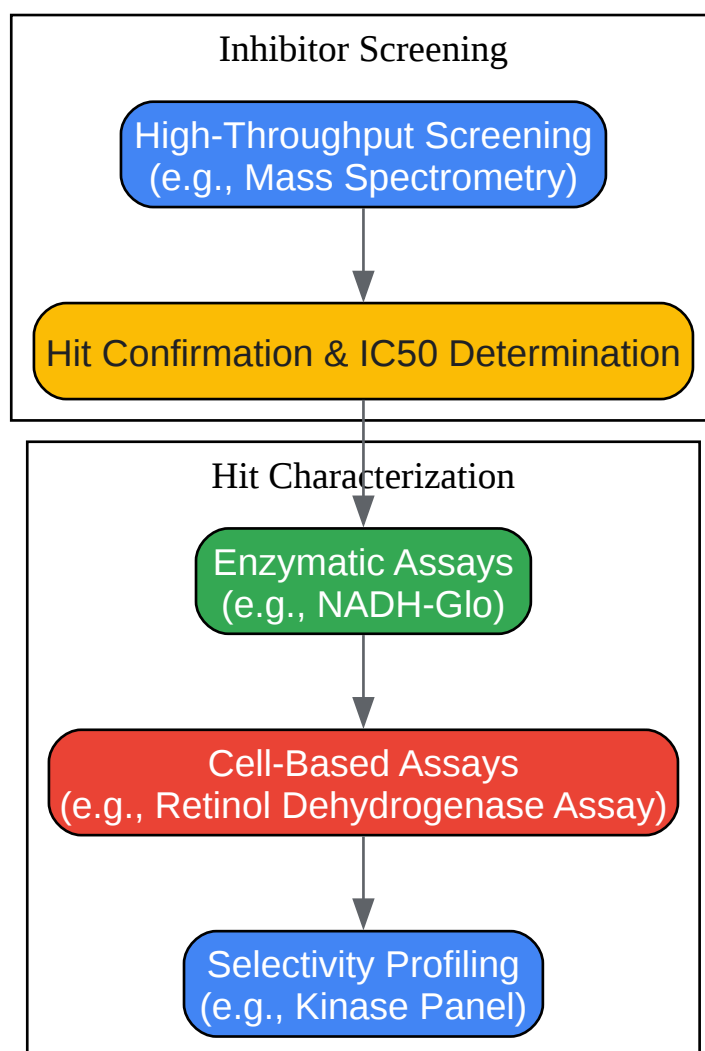 Inhibitor Screening
High-Throughput Screening
(e.g., Mass Spectrometry)
Hit Confirmation & IC50 Determination
Hit Characterization
Enzymatic Assays
(e.g., NADH-Glo)
Cell-Based Assays
(e.g., Retinol Dehydrogenase Assay)
Selectivity Profiling
(e.g., Kinase Panel)